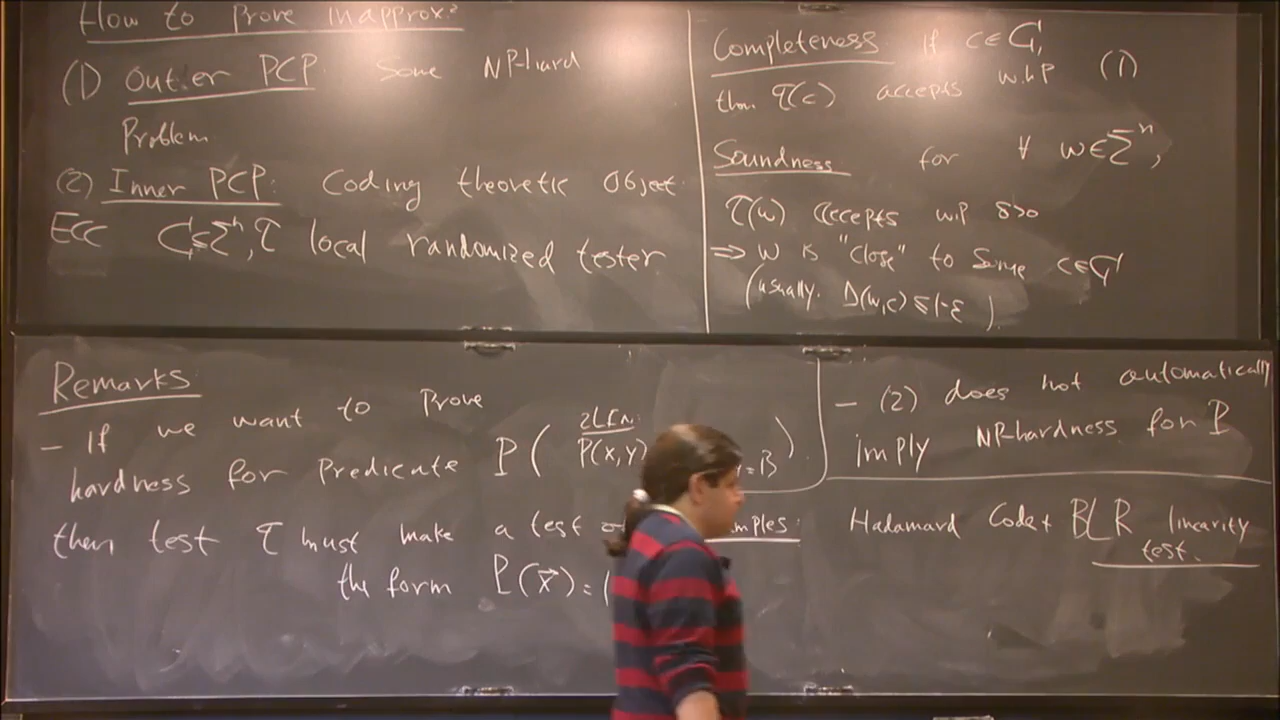 How to Prove Inapprox.?
(1) Outer PCP: Some NP-hard
Problem
(2) Inner PCP: Coding theoretic Object.
ECC C⊆Σⁿ, T local randomized tester
Completeness if c∈C,
then T(c) accepts w.h.p (1)
Soundness for ∀ w∈Σⁿ,
T(w) accepts w.p δ>0
⇒ w is "close" to some c∈C
(usually. Δ(w,c) ≤ 1-ε).
Remarks
- If we want to Prove
hardness for Predicate P( 2LIN: P(x,y) =B )
then test T must make a test
the form P(x⃗)=(
- (2) does not automatically
imply NP-hardness for P
Hadamard Code + BLR linearity
test.